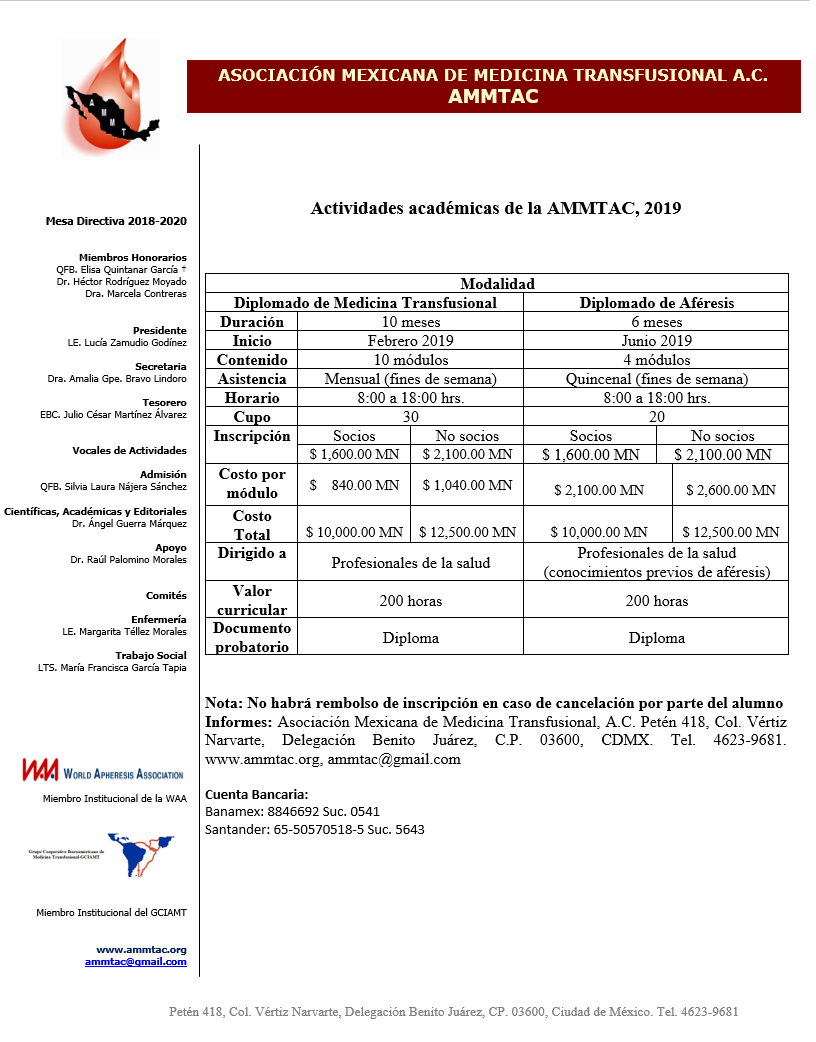 ASOCIACIÓN MEXICANA DE MEDICINA TRANSFUSIONAL A.C.
AMMTAC
A M M T
Mesa Directiva 2018-2020
Miembros Honorarios
QFB. Elisa Quintanar García †
Dr. Héctor Rodríguez Moyado
Dra. Marcela Contreras
Presidente
LE. Lucía Zamudio Godínez
Secretaria
Dra. Amalia Gpe. Bravo Lindoro
Tesorero
EBC. Julio César Martínez Álvarez
Vocales de Actividades
Admisión
QFB. Silvia Laura Nájera Sánchez
Científicas, Académicas y Editoriales
Dr. Ángel Guerra Márquez
Apoyo
Dr. Raúl Palomino Morales
Comités
Enfermería
LE. Margarita Téllez Morales
Trabajo Social
LTS. María Francisca García Tapia
WAA WORLD APHERESIS ASSOCIATION
Miembro Institucional de la WAA
Grupo Cooperativo Iberoamericano de
Medicina Transfusional-GCIAMT
Miembro Institucional del GCIAMT
www.ammtac.org
ammtac@gmail.com
Actividades académicas de la AMMTAC, 2019
Modalidad
Diplomado de Medicina Transfusional Diplomado de Aféresis
Duración 10 meses 6 meses
Inicio Febrero 2019 Junio 2019
Contenido 10 módulos 4 módulos
Asistencia Mensual (fines de semana) Quincenal (fines de semana)
Horario 8:00 a 18:00 hrs. 8:00 a 18:00 hrs.
Cupo 30 20
Inscripción Socios No socios Socios No socios
$ 1,600.00 MN $ 2,100.00 MN $ 1,600.00 MN $ 2,100.00 MN
Costo por
módulo $ 840.00 MN $ 1,040.00 MN $ 2,100.00 MN $ 2,600.00 MN
Costo
Total $ 10,000.00 MN $ 12,500.00 MN $ 10,000.00 MN $ 12,500.00 MN
Dirigido a Profesionales de la salud Profesionales de la salud
(conocimientos previos de aféresis)
Valor
curricular 200 horas 200 horas
Documento
probatorio Diploma Diploma
Nota: No habrá rembolso de inscripción en caso de cancelación por parte del alumno
Informes: Asociación Mexicana de Medicina Transfusional, A.C. Petén 418, Col. Vértiz
Narvarte, Delegación Benito Juárez, C.P. 03600, CDMX. Tel. 4623-9681.
www.ammtac.org, ammtac@gmail.com
Cuenta Bancaria:
Banamex: 8846692 Suc. 0541
Santander: 65-50570518-5 Suc. 5643
Petén 418, Col. Vértiz Narvarte, Delegación Benito Juárez, CP. 03600, Ciudad de México. Tel. 4623-9681